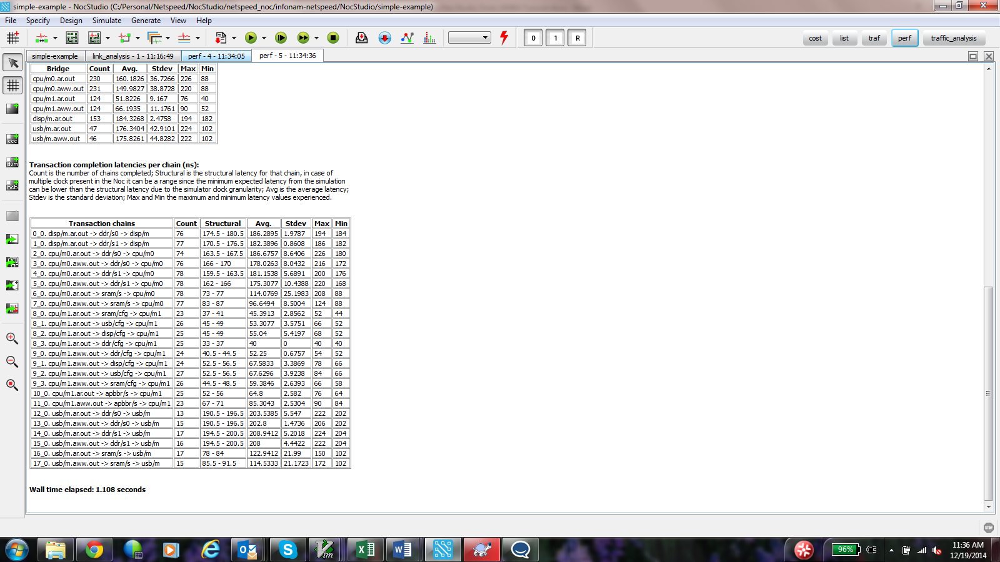 simple-example - NocStudio (C:/Personal/Netspeed/NocStudio/netspeed_noc/infonam-netspeed/NocStudio/simple-example)
File Specify Design Simulate Generate View Help
0 1 R cost list traf perf traffic_analysis
simple-example link_analysis - 1 - 11:16:49 perf - 4 - 11:34:05 perf - 5 - 11:34:36
Bridge Count Avg. Stdev Max Min
cpu/m0.ar.out 230 160.1826 36.7266 226 88
cpu/m0.aww.out 231 149.9827 38.8728 220 88
cpu/m1.ar.out 124 51.8226 9.167 76 40
cpu/m1.aww.out 124 66.1935 11.1761 90 52
disp/m.ar.out 153 184.3268 2.4758 194 182
usb/m.ar.out 47 176.3404 42.9101 224 102
usb/m.aww.out 46 175.8261 44.8282 222 102
Transaction completion latencies per chain (ns):
Count is the number of chains completed; Structural is the structural latency for that chain, in case of
multiple clock present in the Noc it can be a range since the minimum expected latency from the simulation
can be lower than the structural latency due to the simulator clock granularity; Avg is the average latency;
Stdev is the standard deviation; Max and Min the maximum and minimum latency values experienced.
Transaction chains Count Structural Avg. Stdev Max Min
0_0. disp/m.ar.out -> ddr/s0 -> disp/m 76 174.5 - 180.5 186.2895 1.9787 194 184
1_0. disp/m.ar.out -> ddr/s1 -> disp/m 77 170.5 - 176.5 182.3896 0.8608 186 182
2_0. cpu/m0.ar.out -> ddr/s0 -> cpu/m0 74 163.5 - 167.5 186.6757 8.6406 226 180
3_0. cpu/m0.aww.out -> ddr/s0 -> cpu/m0 76 166 - 170 178.0263 8.0432 216 172
4_0. cpu/m0.ar.out -> ddr/s1 -> cpu/m0 78 159.5 - 163.5 181.1538 5.6891 200 176
5_0. cpu/m0.aww.out -> ddr/s1 -> cpu/m0 78 162 - 166 175.3077 10.4388 220 168
6_0. cpu/m0.ar.out -> sram/s -> cpu/m0 78 73 - 77 114.0769 25.1983 208 88
7_0. cpu/m0.aww.out -> sram/s -> cpu/m0 77 83 - 87 96.6494 8.5004 124 88
8_0. cpu/m1.ar.out -> sram/cfg -> cpu/m1 23 37 - 41 45.3913 2.8562 52 44
8_1. cpu/m1.ar.out -> usb/cfg -> cpu/m1 26 45 - 49 53.3077 3.5751 66 52
8_2. cpu/m1.ar.out -> disp/cfg -> cpu/m1 25 45 - 49 55.04 5.4197 68 52
8_3. cpu/m1.ar.out -> ddr/cfg -> cpu/m1 25 33 - 37 40 0 40 40
9_0. cpu/m1.aww.out -> ddr/cfg -> cpu/m1 24 40.5 - 44.5 52.25 0.6757 54 52
9_1. cpu/m1.aww.out -> disp/cfg -> cpu/m1 24 52.5 - 56.5 67.5833 3.3869 78 66
9_2. cpu/m1.aww.out -> usb/cfg -> cpu/m1 27 52.5 - 56.5 67.6296 3.9238 84 66
9_3. cpu/m1.aww.out -> sram/cfg -> cpu/m1 26 44.5 - 48.5 59.3846 2.6393 66 58
10_0. cpu/m1.ar.out -> apbbr/s -> cpu/m1 25 52 - 56 64.8 2.582 76 64
11_0. cpu/m1.aww.out -> apbbr/s -> cpu/m1 23 67 - 71 85.3043 2.5304 90 84
12_0. usb/m.ar.out -> ddr/s0 -> usb/m 13 190.5 - 196.5 203.5385 5.547 222 202
13_0. usb/m.aww.out -> ddr/s0 -> usb/m 15 190.5 - 196.5 202.8 1.4736 206 202
14_0. usb/m.ar.out -> ddr/s1 -> usb/m 17 194.5 - 200.5 208.9412 5.2018 224 204
15_0. usb/m.aww.out -> ddr/s1 -> usb/m 16 194.5 - 200.5 208 4.4422 222 204
16_0. usb/m.ar.out -> sram/s -> usb/m 17 78 - 84 122.9412 21.99 150 102
17_0. usb/m.aww.out -> sram/s -> usb/m 15 85.5 - 91.5 114.5333 21.1723 172 102
Wall time elapsed: 1.108 seconds
ccc
dvm
ncb
STOP
96% 11:36 AM
12/19/2014